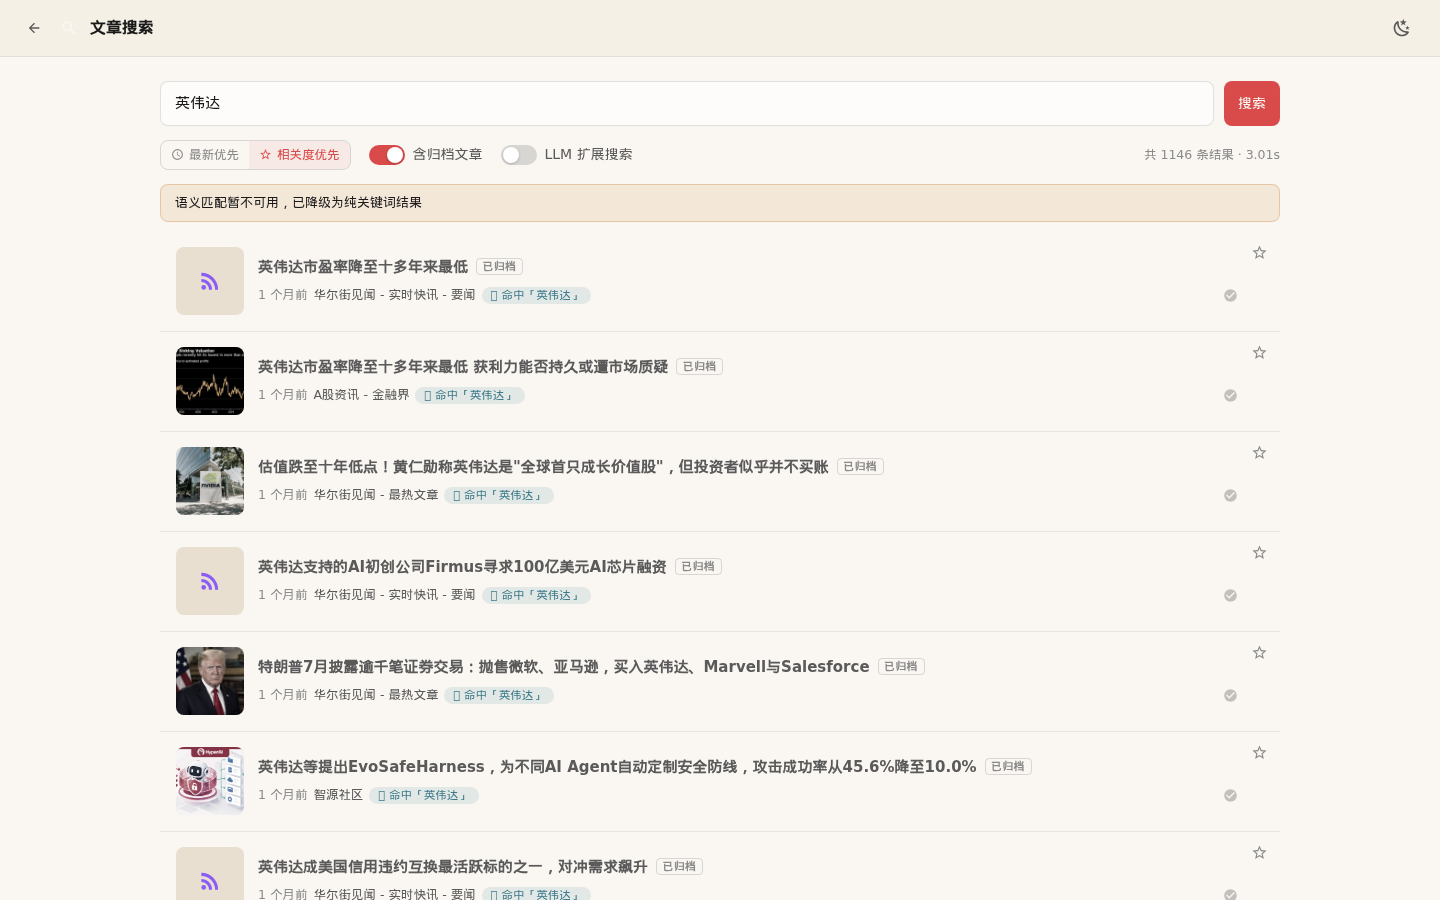 文章搜索
英伟达
搜索
最新优先
相关度优先
含归档文章
LLM 扩展搜索
共 1146 条结果 · 3.01s
语义匹配暂不可用，已降级为纯关键词结果
英伟达市盈率降至十多年来最低 已归档
1 个月前 华尔街见闻 - 实时快讯 - 要闻 命中「英伟达」
英伟达市盈率降至十多年来最低 获利力能否持久或遭市场质疑 已归档
1 个月前 A股资讯 - 金融界 命中「英伟达」
估值跌至十年低点！黄仁勋称英伟达是"全球首只成长价值股"，但投资者似乎并不买账 已归档
1 个月前 华尔街见闻 - 最热文章 命中「英伟达」
英伟达支持的AI初创公司Firmus寻求100亿美元AI芯片融资 已归档
1 个月前 华尔街见闻 - 实时快讯 - 要闻 命中「英伟达」
特朗普7月披露逾千笔证券交易：抛售微软、亚马逊，买入英伟达、Marvell与Salesforce 已归档
1 个月前 华尔街见闻 - 最热文章 命中「英伟达」
英伟达等提出EvoSafeHarness，为不同AI Agent自动定制安全防线，攻击成功率从45.6%降至10.0% 已归档
1 个月前 智源社区 命中「英伟达」
英伟达成美国信用违约互换最活跃标的之一，对冲需求飙升 已归档
1 个月前 华尔街见闻 - 实时快讯 - 要闻 命中「英伟达」